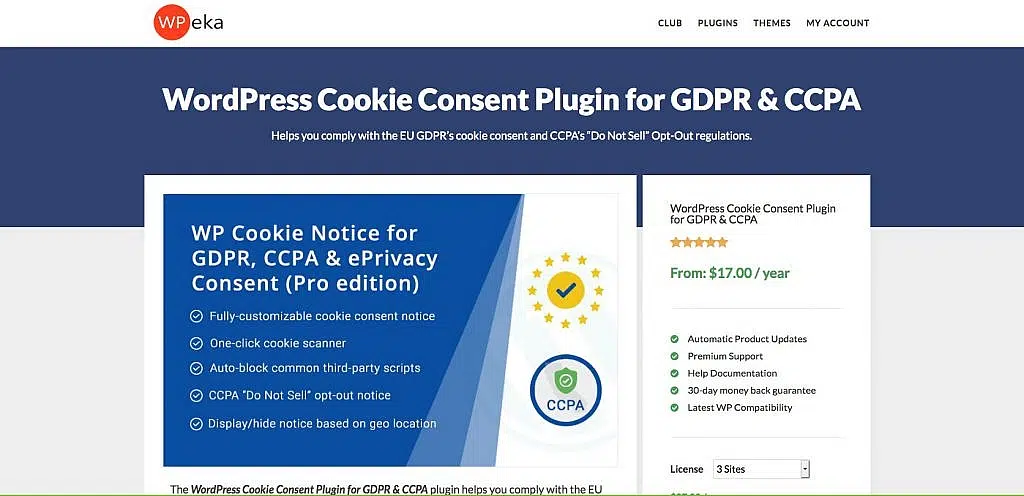 WPeka
CLUB PLUGINS THEMES MY ACCOUNT
WordPress Cookie Consent Plugin for GDPR & CCPA
Helps you comply with the EU GDPR's cookie consent and CCPA's "Do Not Sell" Opt-Out regulations.
WP Cookie Notice for
GDPR, CCPA & ePrivacy
Consent (Pro edition)
Fully-customizable cookie consent notice
One-click cookie scanner
Auto-block common third-party scripts
CCPA "Do Not Sell" opt-out notice
Display/hide notice based on geo location
CCPA
The WordPress Cookie Consent Plugin for GDPR & CCPA plugin helps you comply with the EU
WordPress Cookie Consent Plugin
for GDPR & CCPA
From: $17.00 / year
Automatic Product Updates
Premium Support
Help Documentation
30-day money back guarantee
Latest WP Compatibility
License 3 Sites